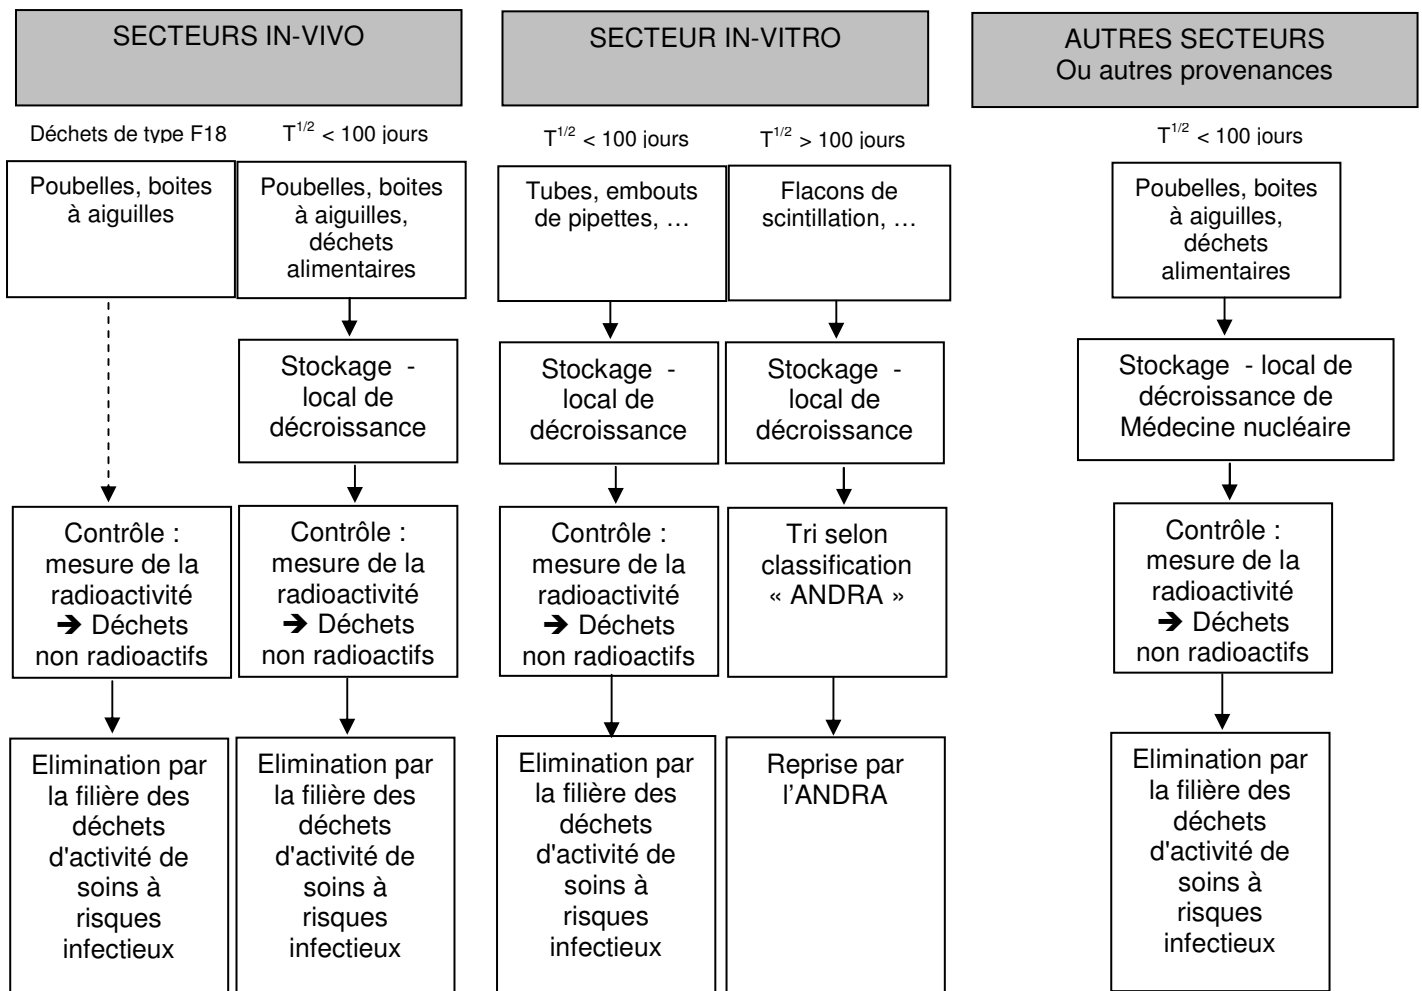 SECTEURS IN-VIVO
SECTEUR IN-VITRO
AUTRES SECTEURS
Ou autres provenances
Déchets de type F18
T1/2 < 100 jours
T1/2 < 100 jours
T1/2 > 100 jours
T1/2 < 100 jours
Poubelles, boites
à aiguilles
Poubelles, boites
à aiguilles,
déchets
alimentaires
Tubes, embouts
de pipettes, …
Flacons de
scintillation, …
Poubelles, boites
à aiguilles,
déchets
alimentaires
Stockage -
local de
décroissance
Stockage -
local de
décroissance
Stockage -
local de
décroissance
Stockage - local de
décroissance de
Médecine nucléaire
Contrôle :
mesure de la
radioactivité
➔ Déchets
non radioactifs
Contrôle :
mesure de la
radioactivité
➔ Déchets
non radioactifs
Contrôle :
mesure de la
radioactivité
➔ Déchets
non radioactifs
Tri selon
classification
« ANDRA »
Contrôle :
mesure de la
radioactivité
➔ Déchets
non radioactifs
Elimination par
la filière des
déchets
d'activité de
soins à
risques
infectieux
Elimination par
la filière des
déchets
d'activité de
soins à
risques
infectieux
Elimination par
la filière des
déchets
d'activité de
soins à
risques
infectieux
Reprise par
l'ANDRA
Elimination par
la filière des
déchets
d'activité de
soins à
risques
infectieux